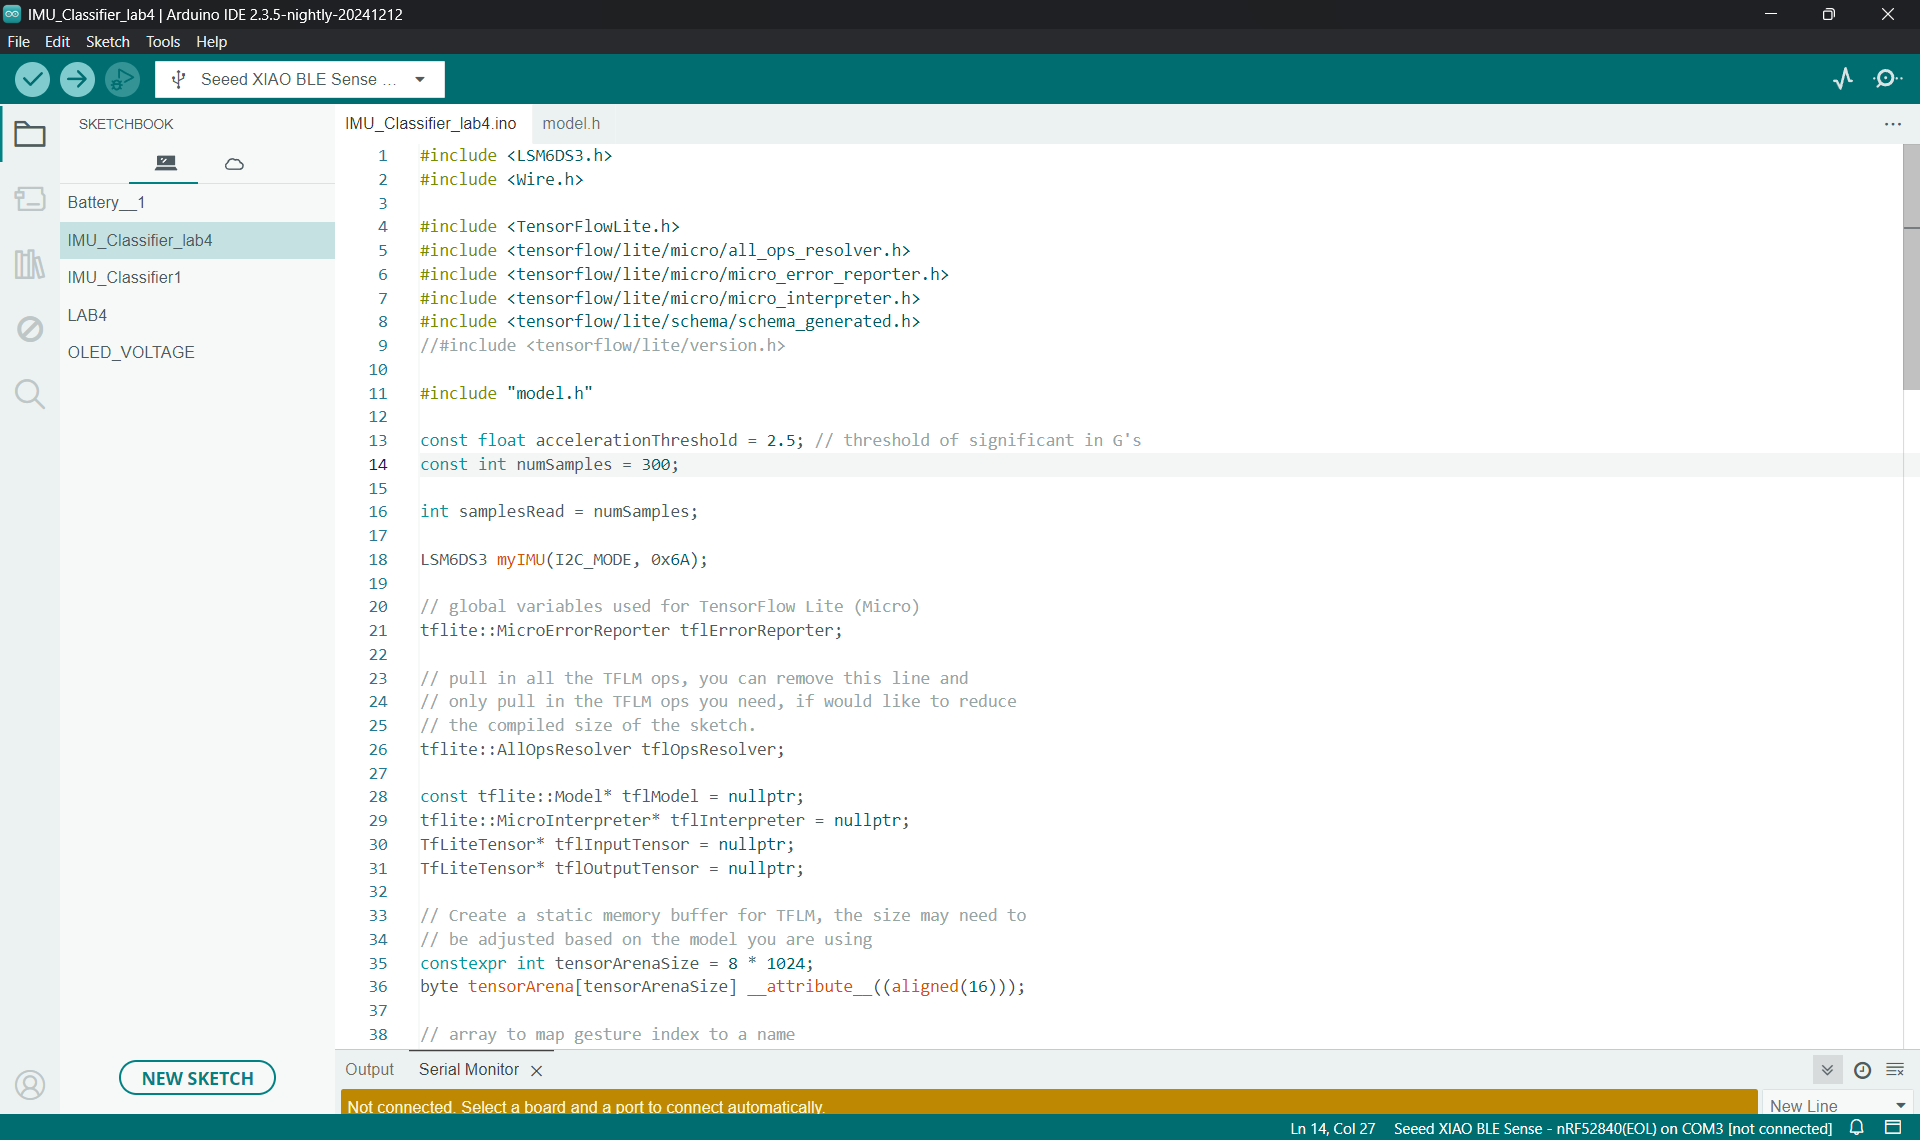 IMU_Classifier_lab4 | Arduino IDE 2.3.5-nightly-20241212
File Edit Sketch Tools Help
Seeed XIAO BLE Sense ...
SKETCHBOOK
Battery__1
IMU_Classifier_lab4
IMU_Classifier1
LAB4
OLED_VOLTAGE
NEW SKETCH
IMU_Classifier_lab4.ino model.h
1 #include <LSM6DS3.h>
2 #include <Wire.h>
3
4 #include <TensorFlowLite.h>
5 #include <tensorflow/lite/micro/all_ops_resolver.h>
6 #include <tensorflow/lite/micro/micro_error_reporter.h>
7 #include <tensorflow/lite/micro/micro_interpreter.h>
8 #include <tensorflow/lite/schema/schema_generated.h>
9 //#include <tensorflow/lite/version.h>
10
11 #include "model.h"
12
13 const float accelerationThreshold = 2.5; // threshold of significant in G's
14 const int numSamples = 300;
15
16 int samplesRead = numSamples;
17
18 LSM6DS3 myIMU(I2C_MODE, 0x6A);
19
20 // global variables used for TensorFlow Lite (Micro)
21 tflite::MicroErrorReporter tflErrorReporter;
22
23 // pull in all the TFLM ops, you can remove this line and
24 // only pull in the TFLM ops you need, if would like to reduce
25 // the compiled size of the sketch.
26 tflite::AllOpsResolver tflOpsResolver;
27
28 const tflite::Model* tflModel = nullptr;
29 tflite::MicroInterpreter* tflInterpreter = nullptr;
30 TfLiteTensor* tflInputTensor = nullptr;
31 TfLiteTensor* tflOutputTensor = nullptr;
32
33 // Create a static memory buffer for TFLM, the size may need to
34 // be adjusted based on the model you are using
35 constexpr int tensorArenaSize = 8 * 1024;
36 byte tensorArena[tensorArenaSize] __attribute__((aligned(16)));
37
38 // array to map gesture index to a name
Output Serial Monitor
Not connected. Select a board and a port to connect automatically.
New Line
Ln 14, Col 27 Seeed XIAO BLE Sense - nRF52840(EOL) on COM3 [not connected]